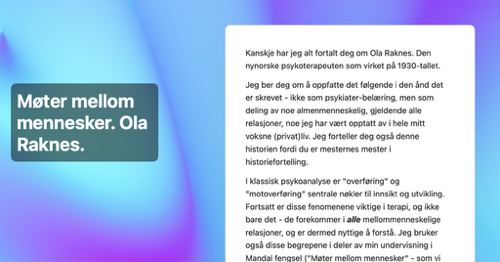 Møter mellom
mennesker. Ola
Raknes.
Kanskje har jeg alt fortalt deg om Ola Raknes. Den
nynorske psykoterapeuten som virket på 1930-tallet.
Jeg ber deg om å oppfatte det følgende i den ånd det
er skrevet - ikke som psykiater-belæring, men som
deling av noe almenmenneskelig, gjeldende alle
relasjoner, noe jeg har vært opptatt av i hele mitt
voksne (privat)liv. Jeg forteller deg også denne
historien fordi du er mesternes mester i
historiefortelling.
I klassisk psykoanalyse er "overføring" og
"motoverføring" sentrale nøkler til innsikt og utvikling.
Fortsatt er disse fenomenene viktige i terapi, og ikke
bare det - de forekommer i alle mellommenneskelige
relasjoner, og er dermed nyttige å forstå. Jeg bruker
også disse begrepene i deler av min undervisning i
Mandal fengsel ("Møter mellom mennesker" - som vi